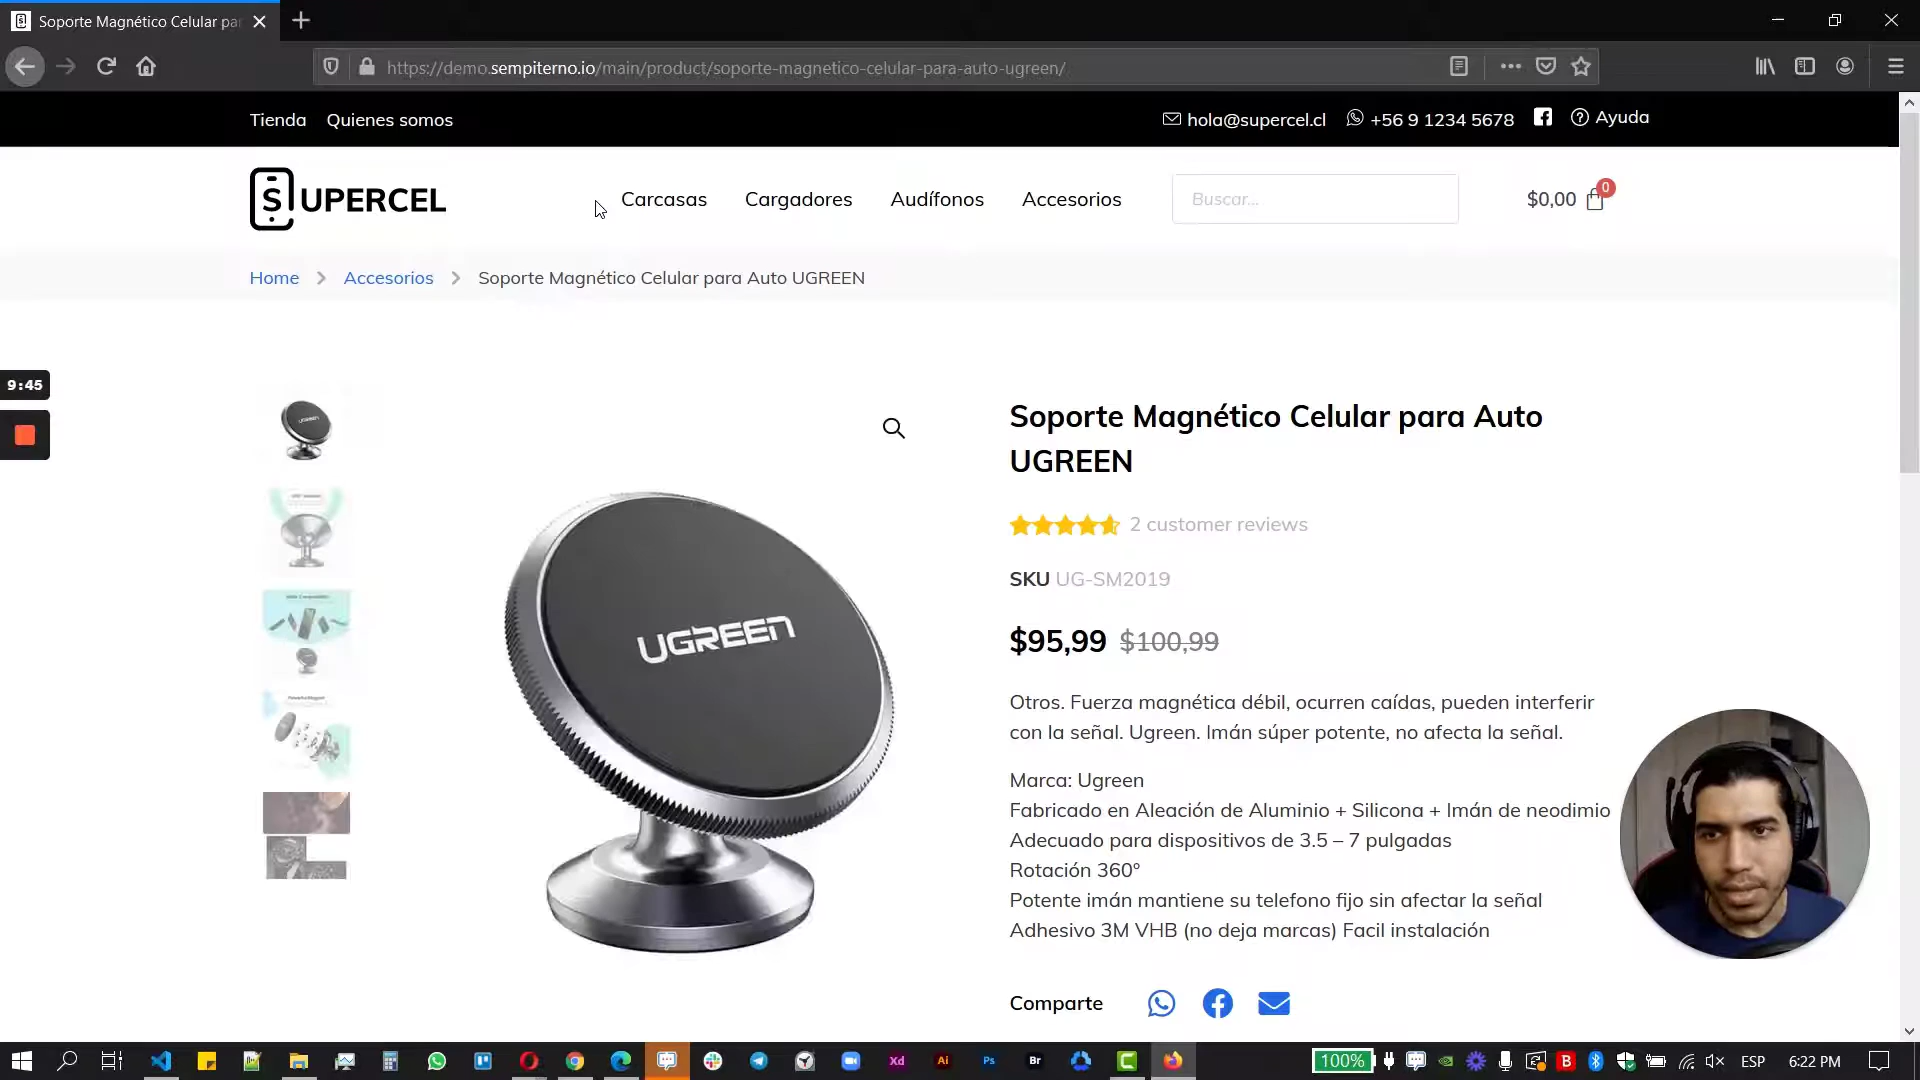 Soporte Magnético Celular par
https://demo.sempiterno.io/main/product/soporte-magnetico-celular-para-auto-ugreen/
Tienda Quienes somos hola@supercel.cl +56 9 1234 5678 Ayuda
SUPERCEL Carcasas Cargadores Audífonos Accesorios Buscar... $0,00 0
Home Accesorios Soporte Magnético Celular para Auto UGREEN
9:45
Soporte Magnético Celular para Auto
UGREEN
2 customer reviews
SKU UG-SM2019
UGREEN
$95,99 $100,99
Otros. Fuerza magnética débil, ocurren caídas, pueden interferir
con la señal. Ugreen. Imán súper potente, no afecta la señal.
Marca: Ugreen
Fabricado en Aleación de Aluminio + Silicona + Imán de neodimio
Adecuado para dispositivos de 3.5 – 7 pulgadas
Rotación 360°
Potente imán mantiene su telefono fijo sin afectar la señal
Adhesivo 3M VHB (no deja marcas) Facil instalación
Comparte
Xd Ai Ps Br 100% B ESP 6:22 PM